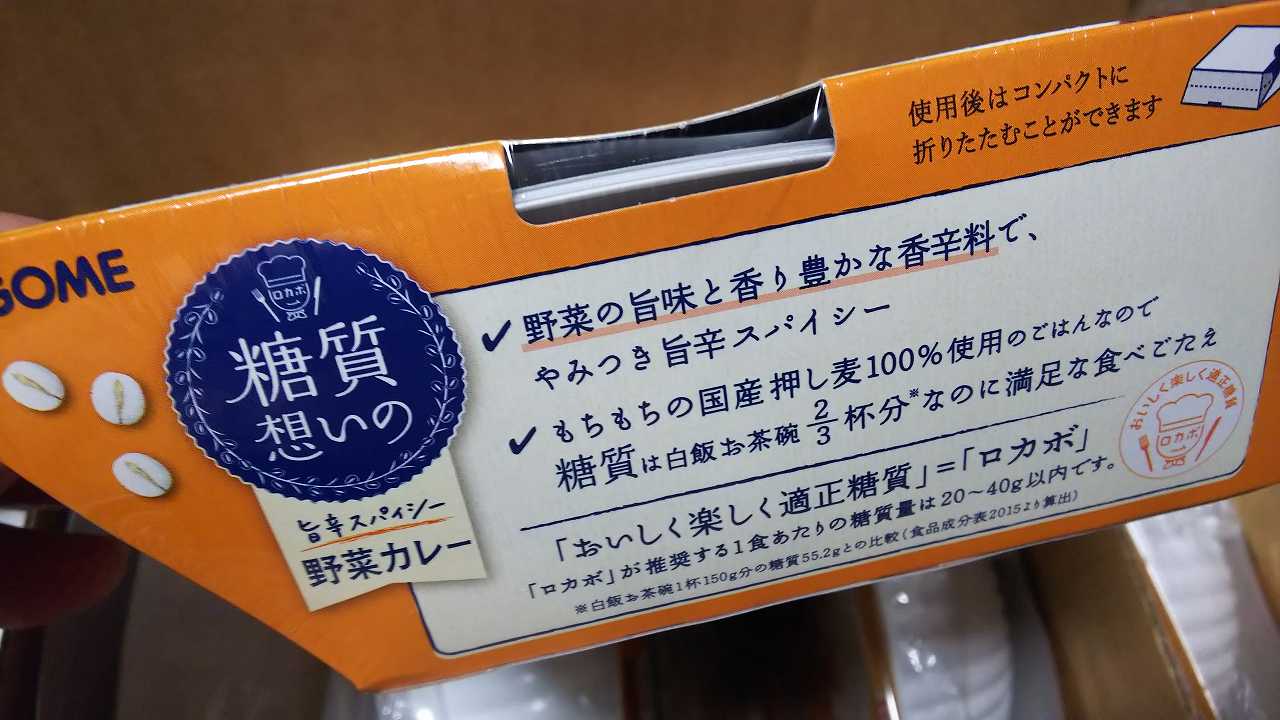 使用後はコンパクトに
折りたたむことができます
GOME
ロカボ
糖質
想いの
旨辛スパイシー
野菜カレー
✔野菜の旨味と香り豊かな香辛料で、
やみつき旨辛スパイシー
✔もちもちの国産押し麦100%使用のごはんなので
糖質は白飯お茶碗2/3杯分※なのに満足な食べごたえ
「おいしく楽しく適正糖質」=「ロカボ」
「ロカボ」が推奨する1食あたりの糖質量は20~40g以内です。
※白飯お茶碗1杯150g分の糖質55.2gとの比較(食品成分表2015より算出)
おいしく楽しく適正糖質
ロカボ